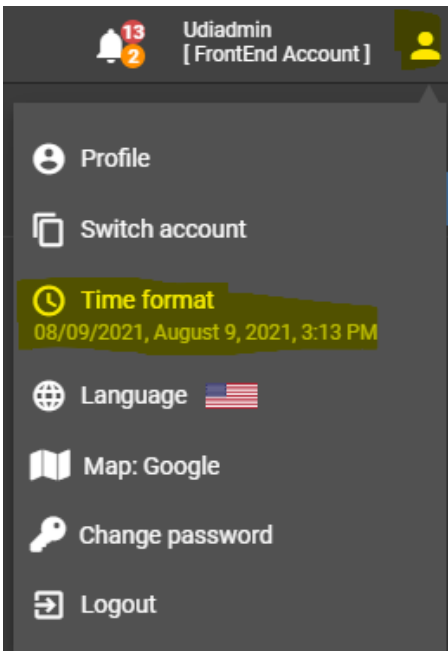 13
2
Udiadmin
[ FrontEnd Account ]
Profile
Switch account
Time format
08/09/2021, August 9, 2021, 3:13 PM
Language
Map: Google
Change password
Logout